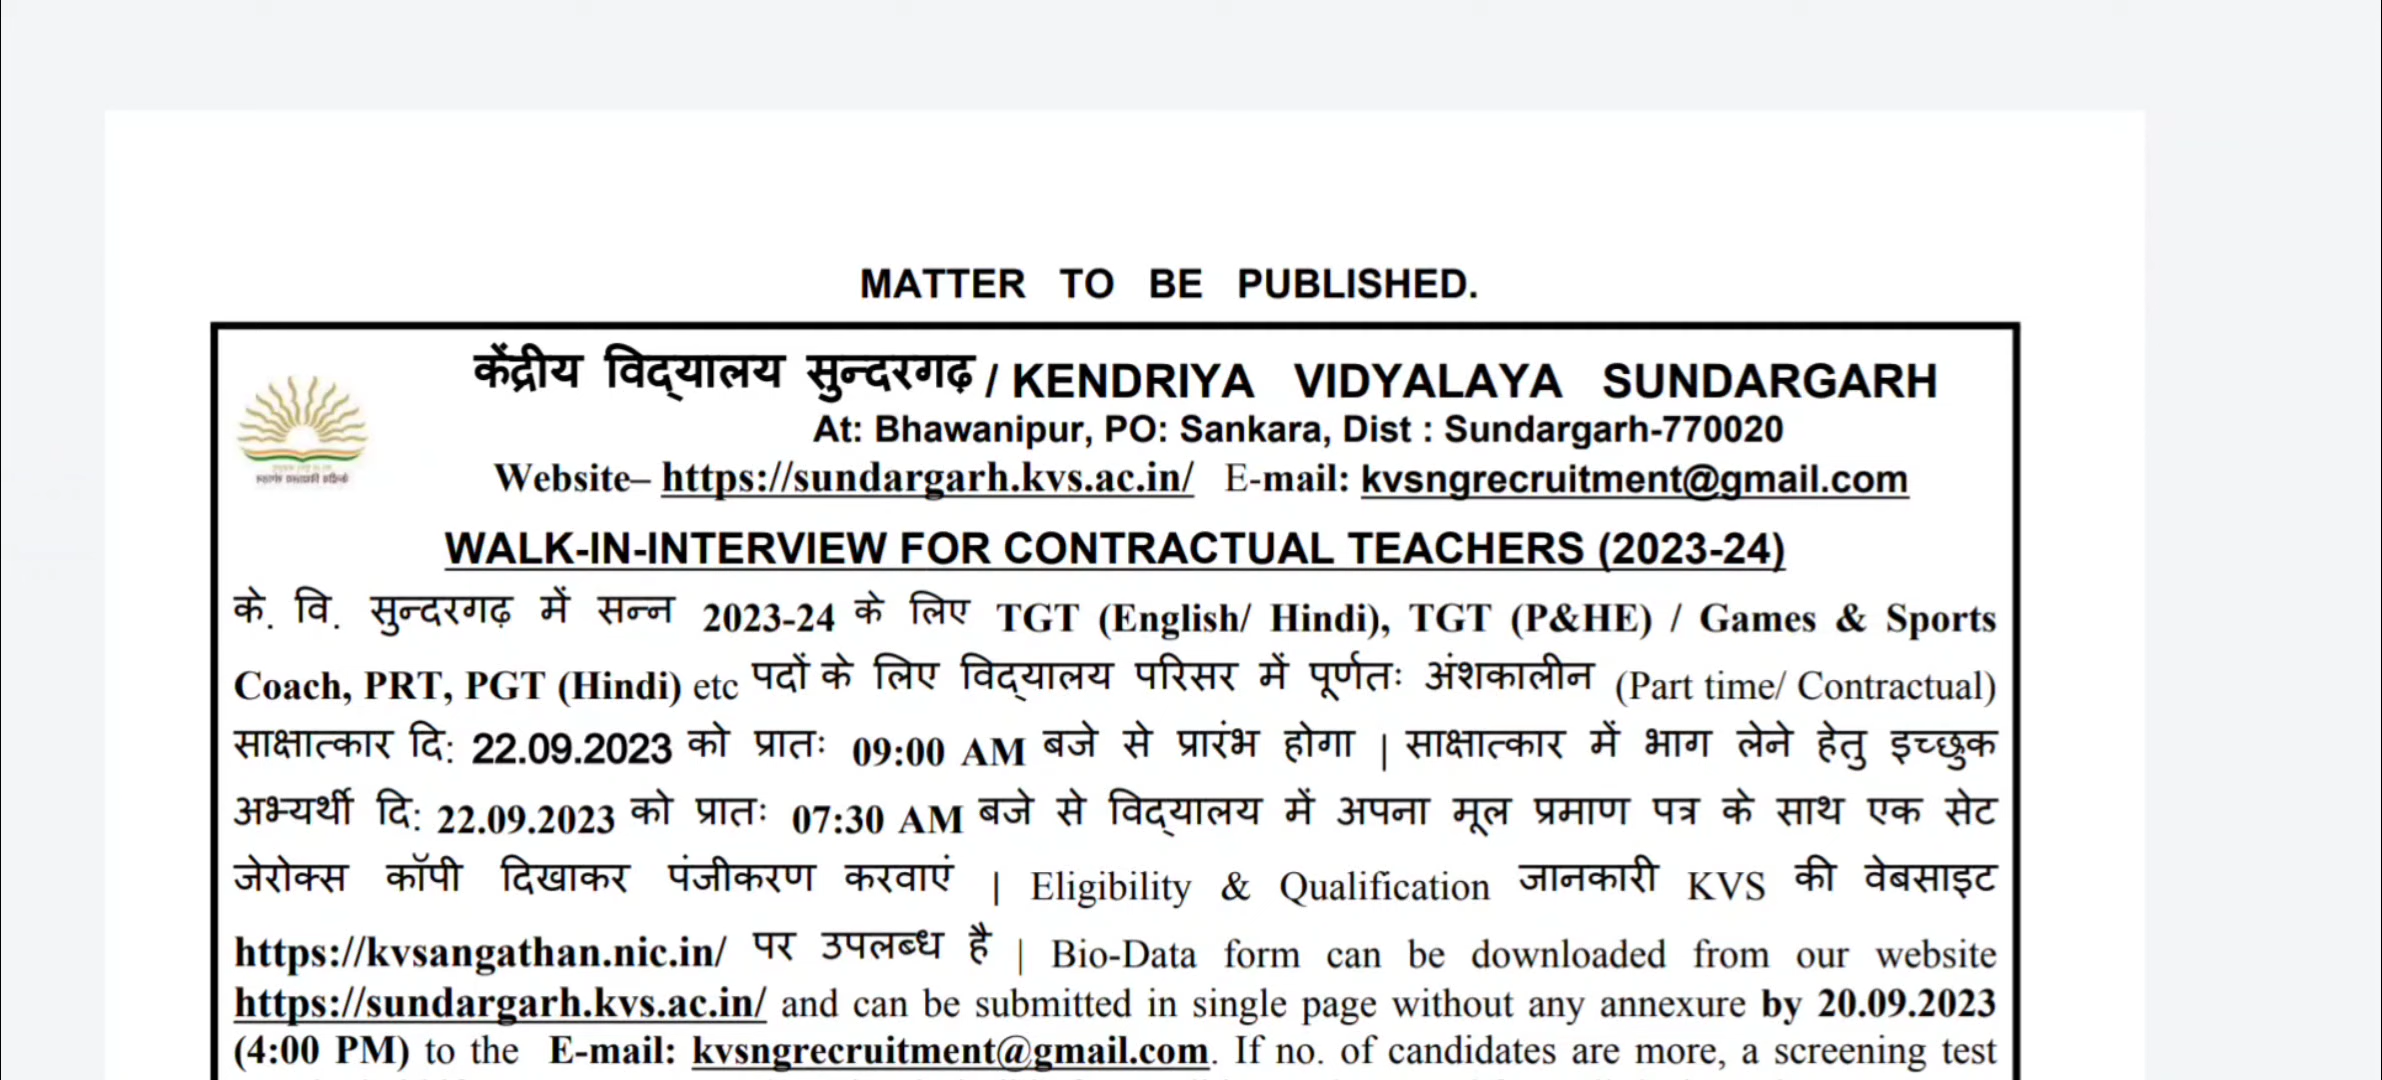 MATTER TO BE PUBLISHED.
केंद्रीय विद्यालय सुन्दरगढ़ / KENDRIYA VIDYALAYA SUNDARGARH
At: Bhawanipur, PO: Sankara, Dist : Sundargarh-770020
Website– https://sundargarh.kvs.ac.in/ E-mail: kvsngrecruitment@gmail.com
WALK-IN-INTERVIEW FOR CONTRACTUAL TEACHERS (2023-24)
के. वि. सुन्दरगढ़ में सन्न 2023-24 के लिए TGT (English/ Hindi), TGT (P&HE) / Games & Sports
Coach, PRT, PGT (Hindi) etc पदों के लिए विद्यालय परिसर में पूर्णतः अंशकालीन (Part time/ Contractual)
साक्षात्कार दि: 22.09.2023 को प्रातः 09:00 AM बजे से प्रारंभ होगा | साक्षात्कार में भाग लेने हेतु इच्छुक
अभ्यर्थी दि: 22.09.2023 को प्रातः 07:30 AM बजे से विद्यालय में अपना मूल प्रमाण पत्र के साथ एक सेट
जेरोक्स कॉपी दिखाकर पंजीकरण करवाएं | Eligibility & Qualification जानकारी KVS की वेबसाइट
https://kvsangathan.nic.in/ पर उपलब्ध है | Bio-Data form can be downloaded from our website
https://sundargarh.kvs.ac.in/ and can be submitted in single page without any annexure by 20.09.2023
(4:00 PM) to the E-mail: kvsngrecruitment@gmail.com. If no. of candidates are more, a screening test